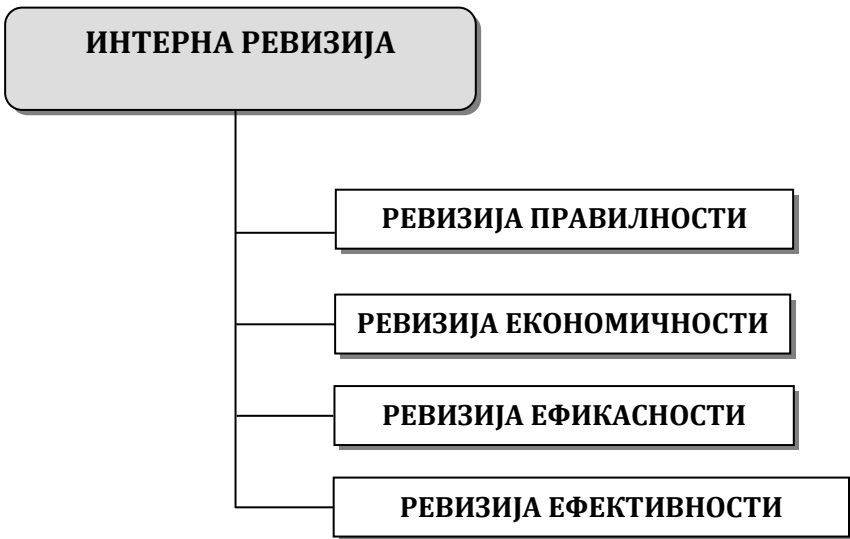 ИНТЕРНА РЕВИЗИЈА
РЕВИЗИЈА ПРАВИЛНОСТИ
РЕВИЗИЈА ЕКОНОМИЧНОСТИ
РЕВИЗИЈА ЕФИКАСНОСТИ
РЕВИЗИЈА ЕФЕКТИВНОСТИ